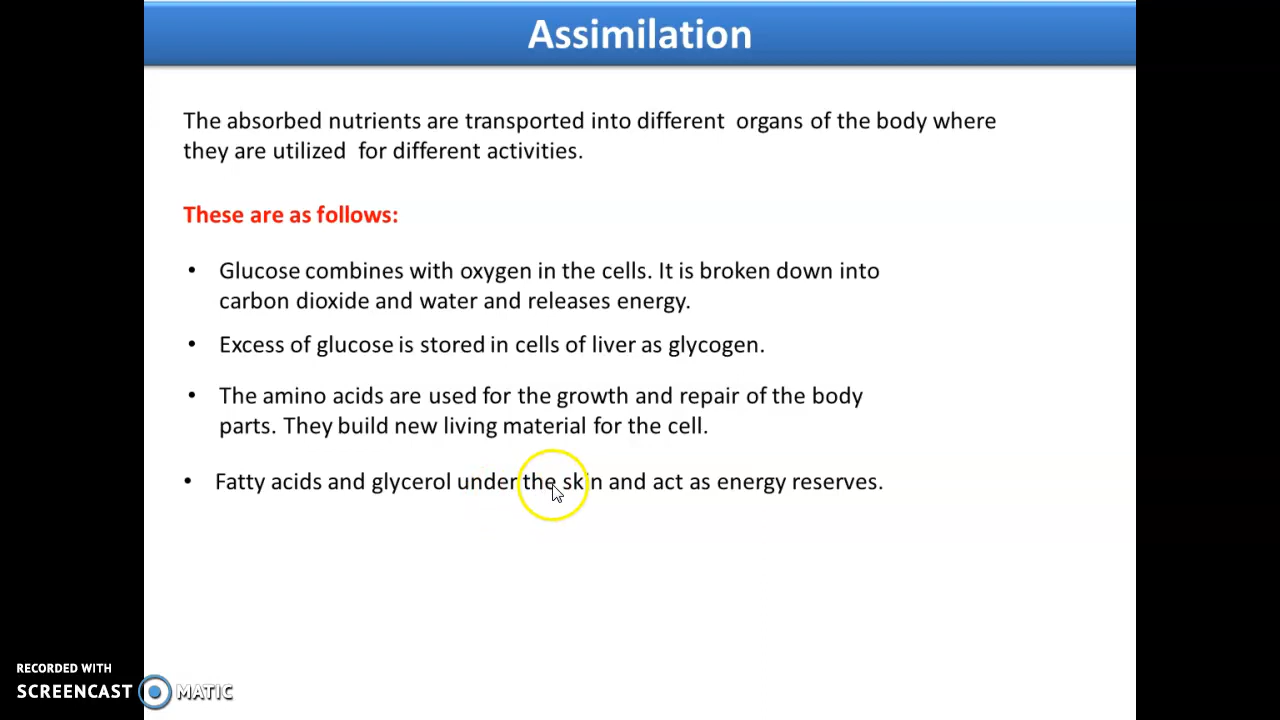 Assimilation
The absorbed nutrients are transported into different organs of the body where
they are utilized for different activities.
These are as follows:
• Glucose combines with oxygen in the cells. It is broken down into
carbon dioxide and water and releases energy.
• Excess of glucose is stored in cells of liver as glycogen.
• The amino acids are used for the growth and repair of the body
parts. They build new living material for the cell.
• Fatty acids and glycerol under the skin and act as energy reserves.
RECORDED WITH
SCREENCAST MATIC